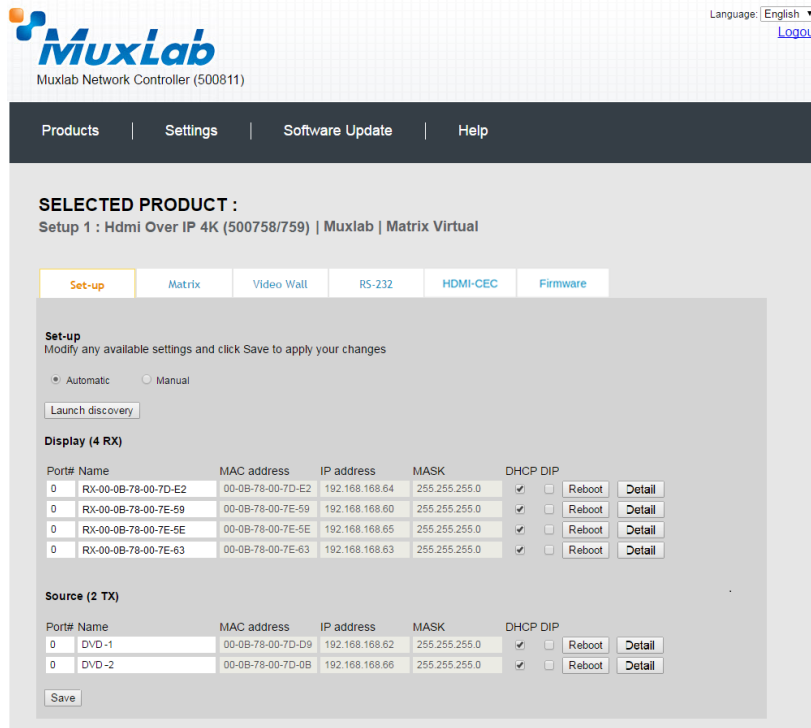 Language: English
Logou
MuxLab
Muxlab Network Controller (500811)
Products | Settings | Software Update | Help
SELECTED PRODUCT :
Setup 1 : Hdmi Over IP 4K (500758/759) | Muxlab | Matrix Virtual
Set-up Matrix Video Wall RS-232 HDMI-CEC Firmware
Set-up
Modify any available settings and click Save to apply your changes
Automatic Manual
Launch discovery
Display (4 RX)
Port# Name MAC address IP address MASK DHCP DIP
0 RX-00-0B-78-00-7D-E2 00-0B-78-00-7D-E2 192.168.168.64 255.255.255.0 Reboot Detail
0 RX-00-0B-78-00-7E-59 00-0B-78-00-7E-59 192.168.168.60 255.255.255.0 Reboot Detail
0 RX-00-0B-78-00-7E-5E 00-0B-78-00-7E-5E 192.168.168.65 255.255.255.0 Reboot Detail
0 RX-00-0B-78-00-7E-63 00-0B-78-00-7E-63 192.168.168.63 255.255.255.0 Reboot Detail
Source (2 TX)
Port# Name MAC address IP address MASK DHCP DIP
0 DVD-1 00-0B-78-00-7D-D9 192.168.168.62 255.255.255.0 Reboot Detail
0 DVD-2 00-0B-78-00-7D-0B 192.168.168.66 255.255.255.0 Reboot Detail
Save